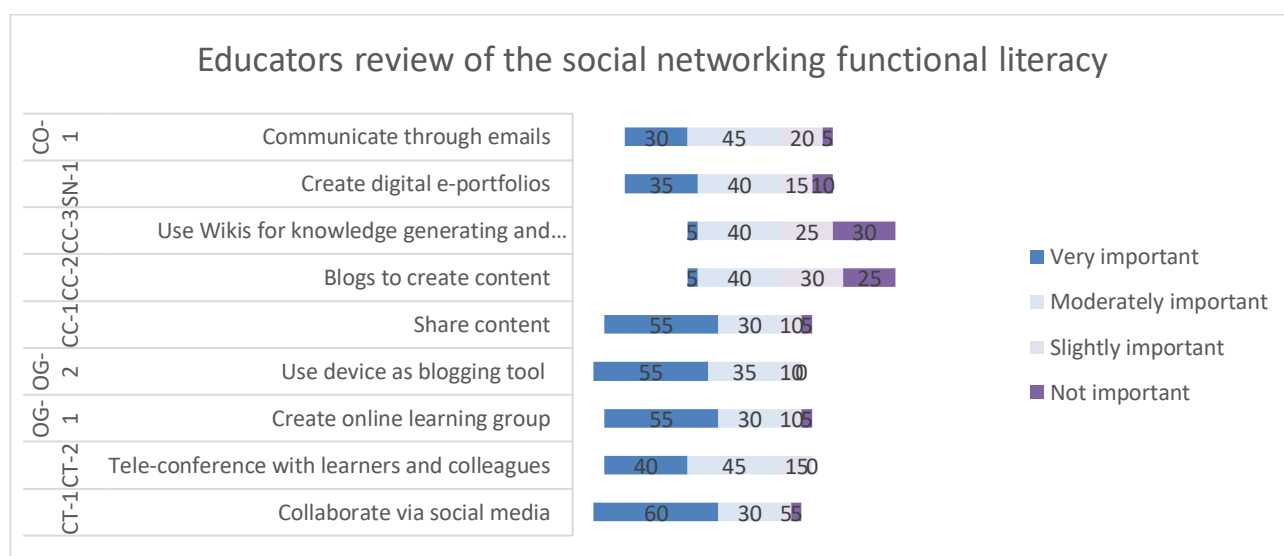 Educators review of the social networking functional literacy
CO-1 Communicate through emails 30 45 20 5
SN-1 Create digital e-portfolios 35 40 15 10
CC-3 Use Wikis for knowledge generating and... 5 40 25 30
CC-2 Blogs to create content 5 40 30 25
CC-1 Share content 55 30 10 5
OG-2 Use device as blogging tool 55 35 10 0
OG-1 Create online learning group 55 30 10 5
CT-2 Tele-conference with learners and colleagues 40 45 15 0
CT-1 Collaborate via social media 60 30 5 5
Very important
Moderately important
Slightly important
Not important